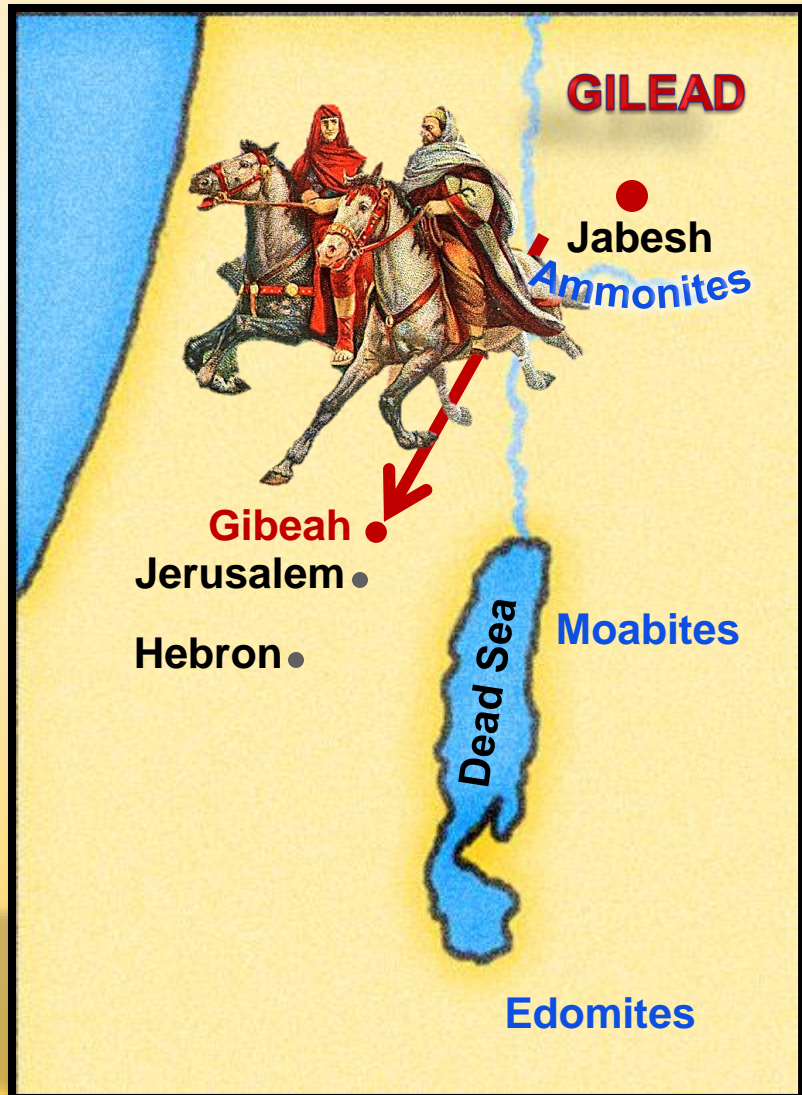 GILEAD
Jabesh
Ammonites
Gibeah
Jerusalem
Hebron
Moabites
Dead Sea
Edomites